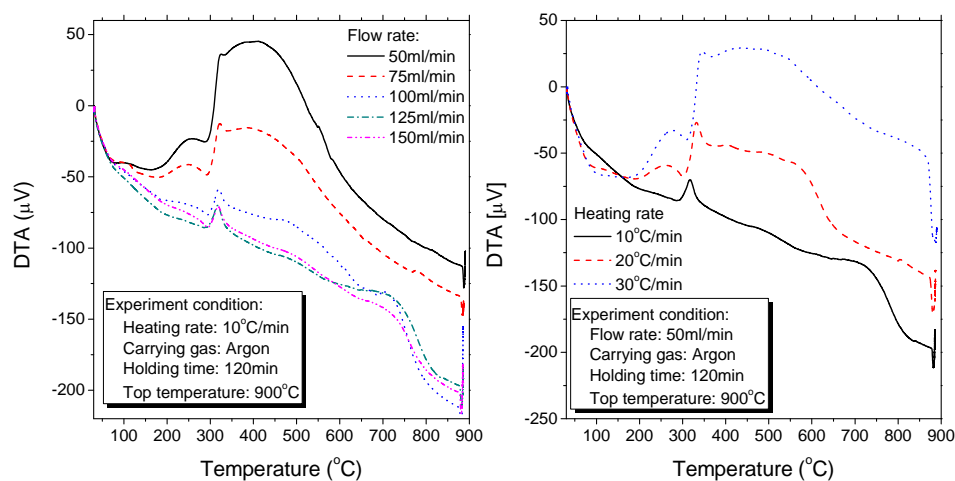 Flow rate:
50ml/min
75ml/min
100ml/min
125ml/min
150ml/min
50
0
-50
-100
-150
-200
DTA (μV)
Experiment condition:
Heating rate: 10°C/min
Carrying gas: Argon
Holding time: 120min
Top temperature: 900°C
100 200 300 400 500 600 700 800 900
Temperature (°C)
50
0
-50
-100
-150
-200
-250
DTA [μV]
Heating rate
10°C/min
20°C/min
30°C/min
Experiment condition:
Flow rate: 50ml/min
Carrying gas: Argon
Holding time: 120min
Top temperature: 900°C
100 200 300 400 500 600 700 800 900
Temperature (°C)